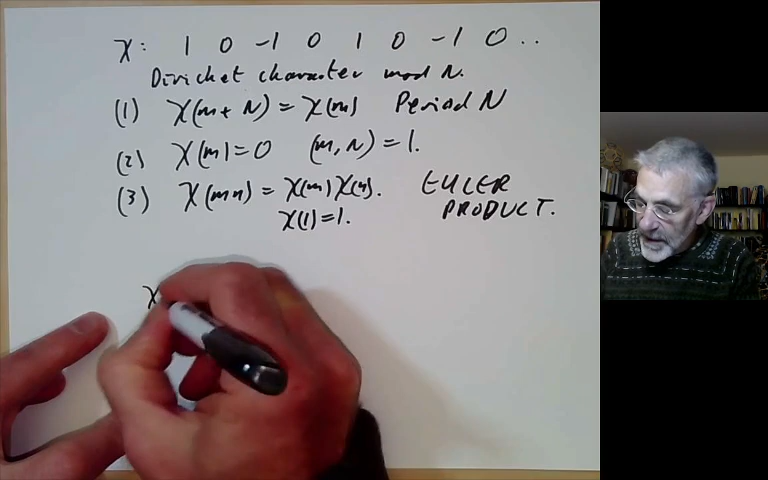 χ: 1 0 -1 0 1 0 -1 0 ..
Dirichlet character mod N.
(1) χ(m+N) = χ(m) Period N
(2) χ(m) = 0 (m, N) = 1.
(3) χ(mn) = χ(m)χ(n). EULER
χ(1) = 1. PRODUCT.
χ